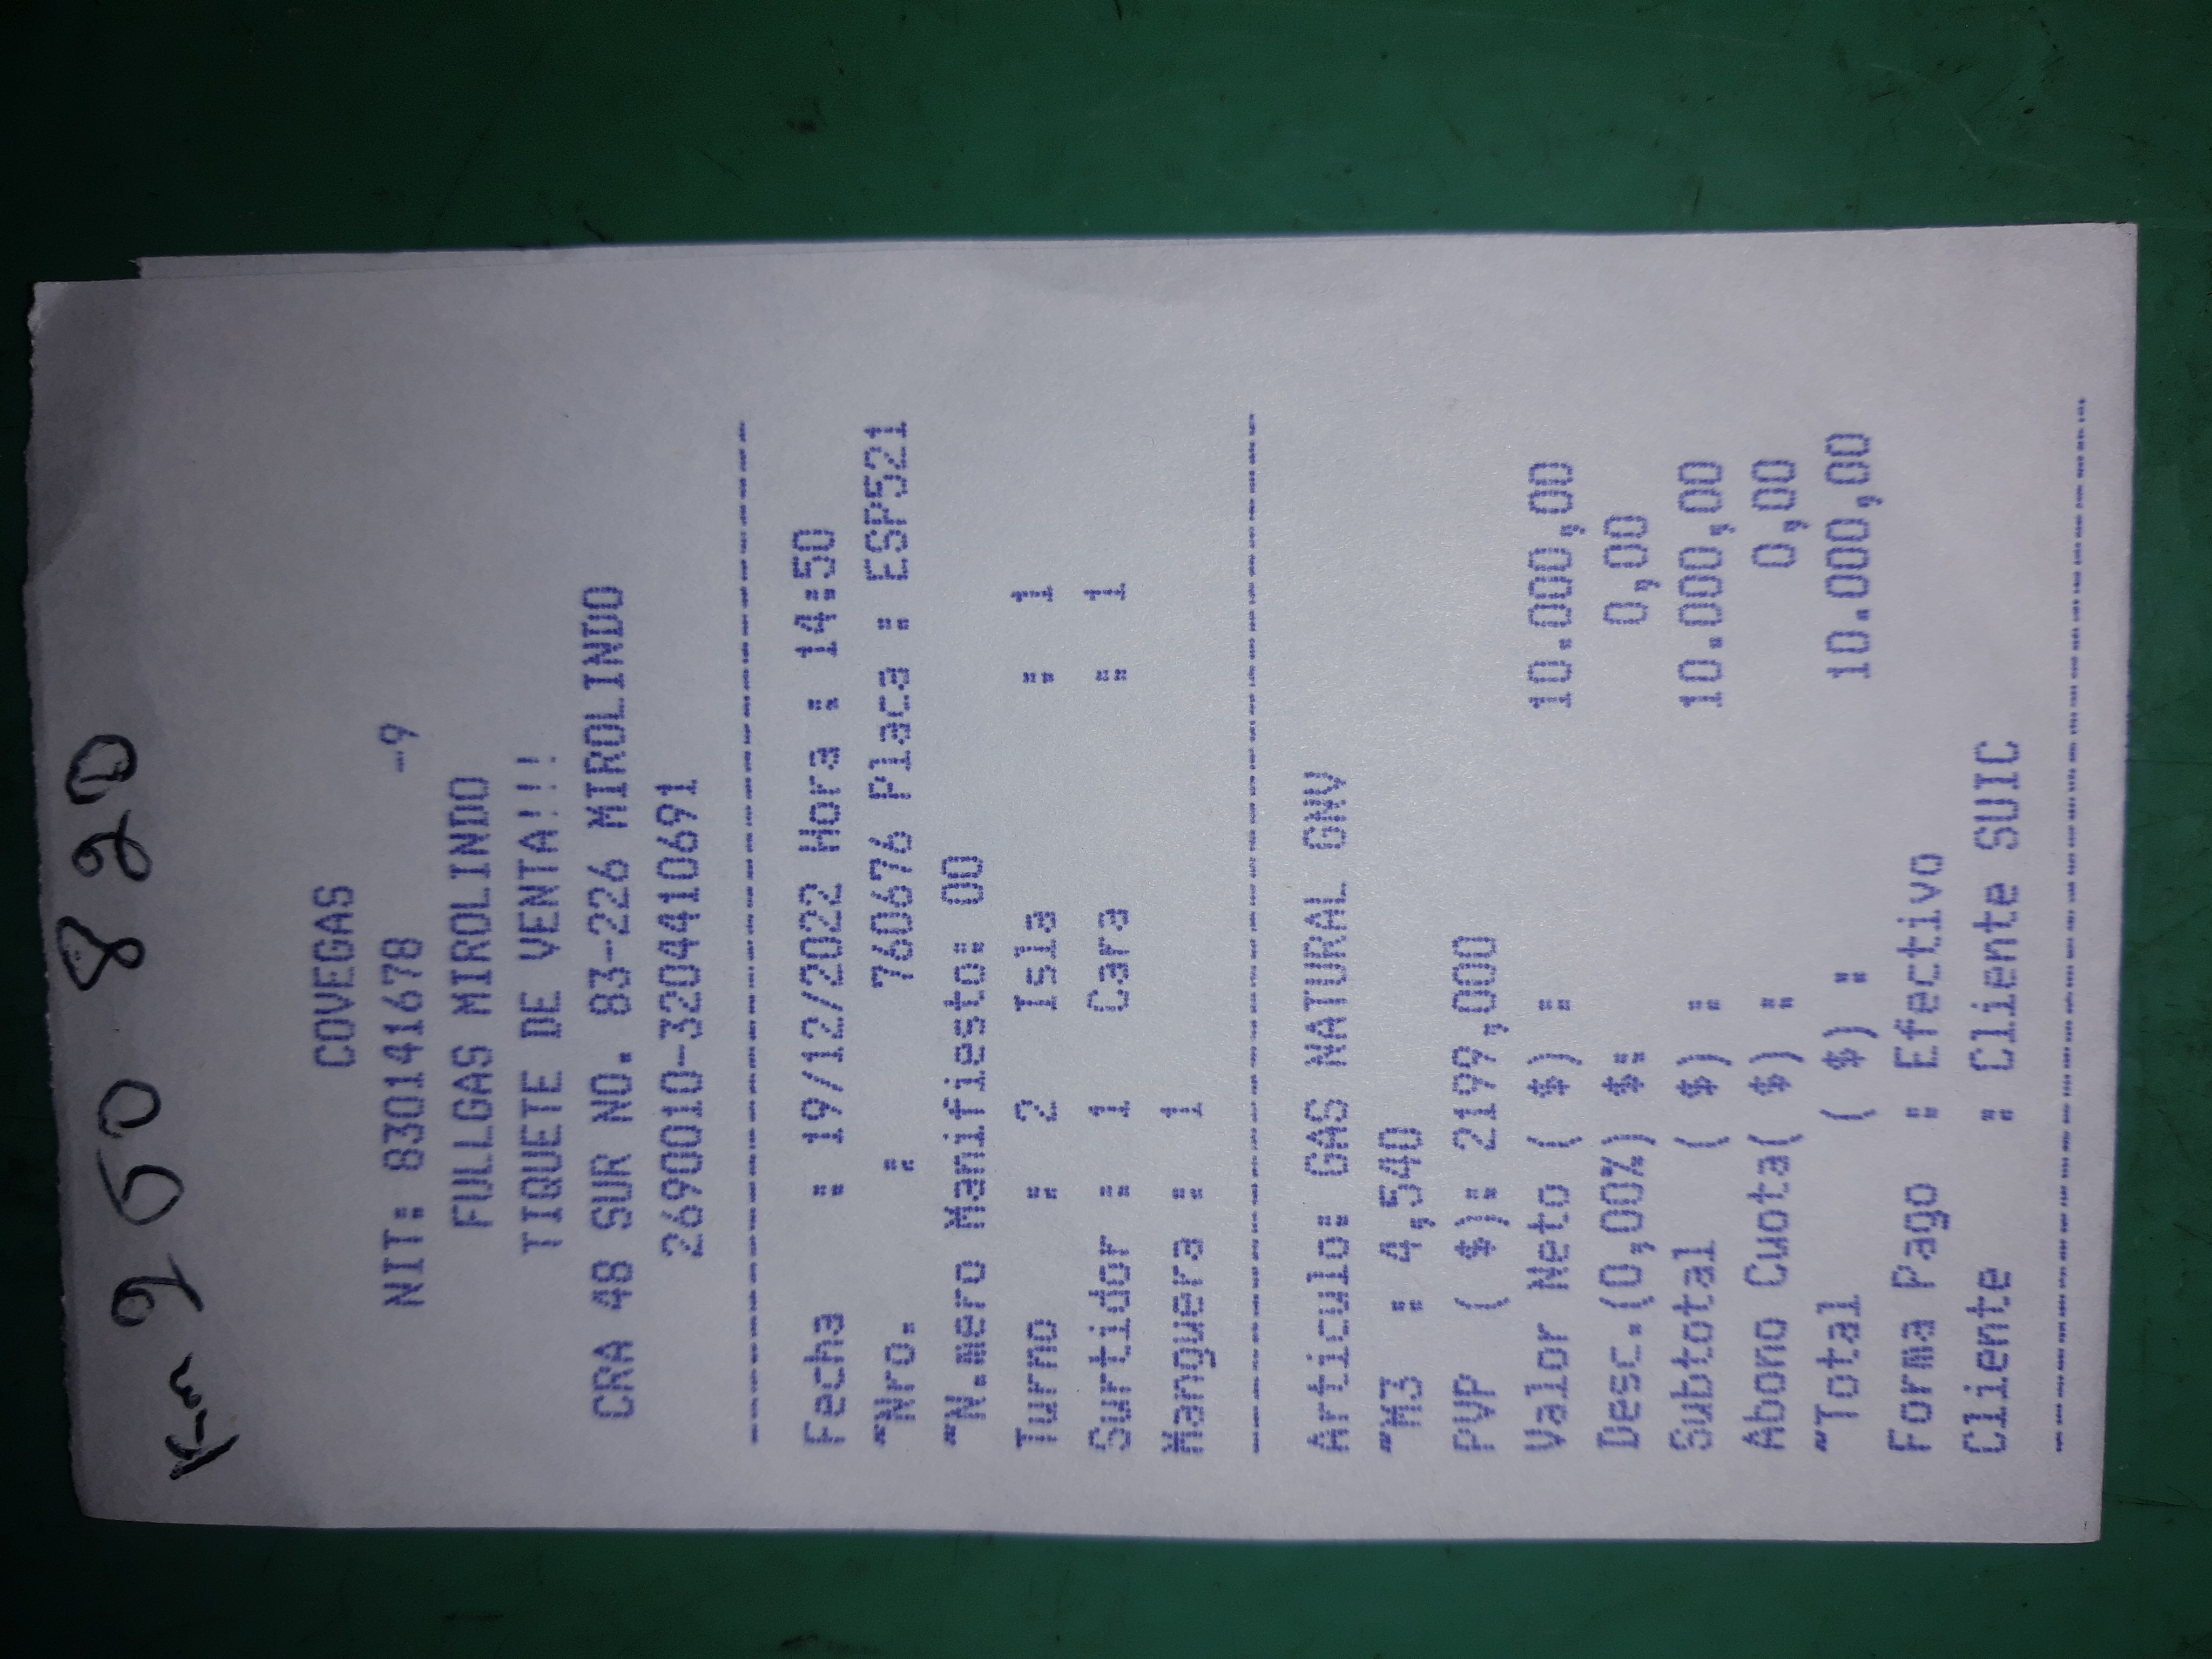 Km 260 820
COVEGAS
NIT: 830141678 -9
FULLGAS MIROLINDO
TIQUETE DE VENTA!!!
CRA 48 SUR NO. 83-226 MIROLINDO
2690010-3204410691
Fecha : 19/12/2022 Hora : 14:50
"Nro. : 760676 Placa : ESP521
"N.mero Manifiesto: 00
Turno : 2 Isla : 1
Surtidor : 1 Cara : 1
Manguera : 1
Articulo: GAS NATURAL GNV
"M3 : 4,540
PVP ( $): 2199,000
Valor Neto ( $) : 10.000,00
Desc.(0,00%) $: 0,00
Subtotal ( $) : 10.000,00
Abono Cuota( $) : 0,00
"Total ( $) : 10.000,00
Forma Pago : Efectivo
Cliente : Cliente SUIC